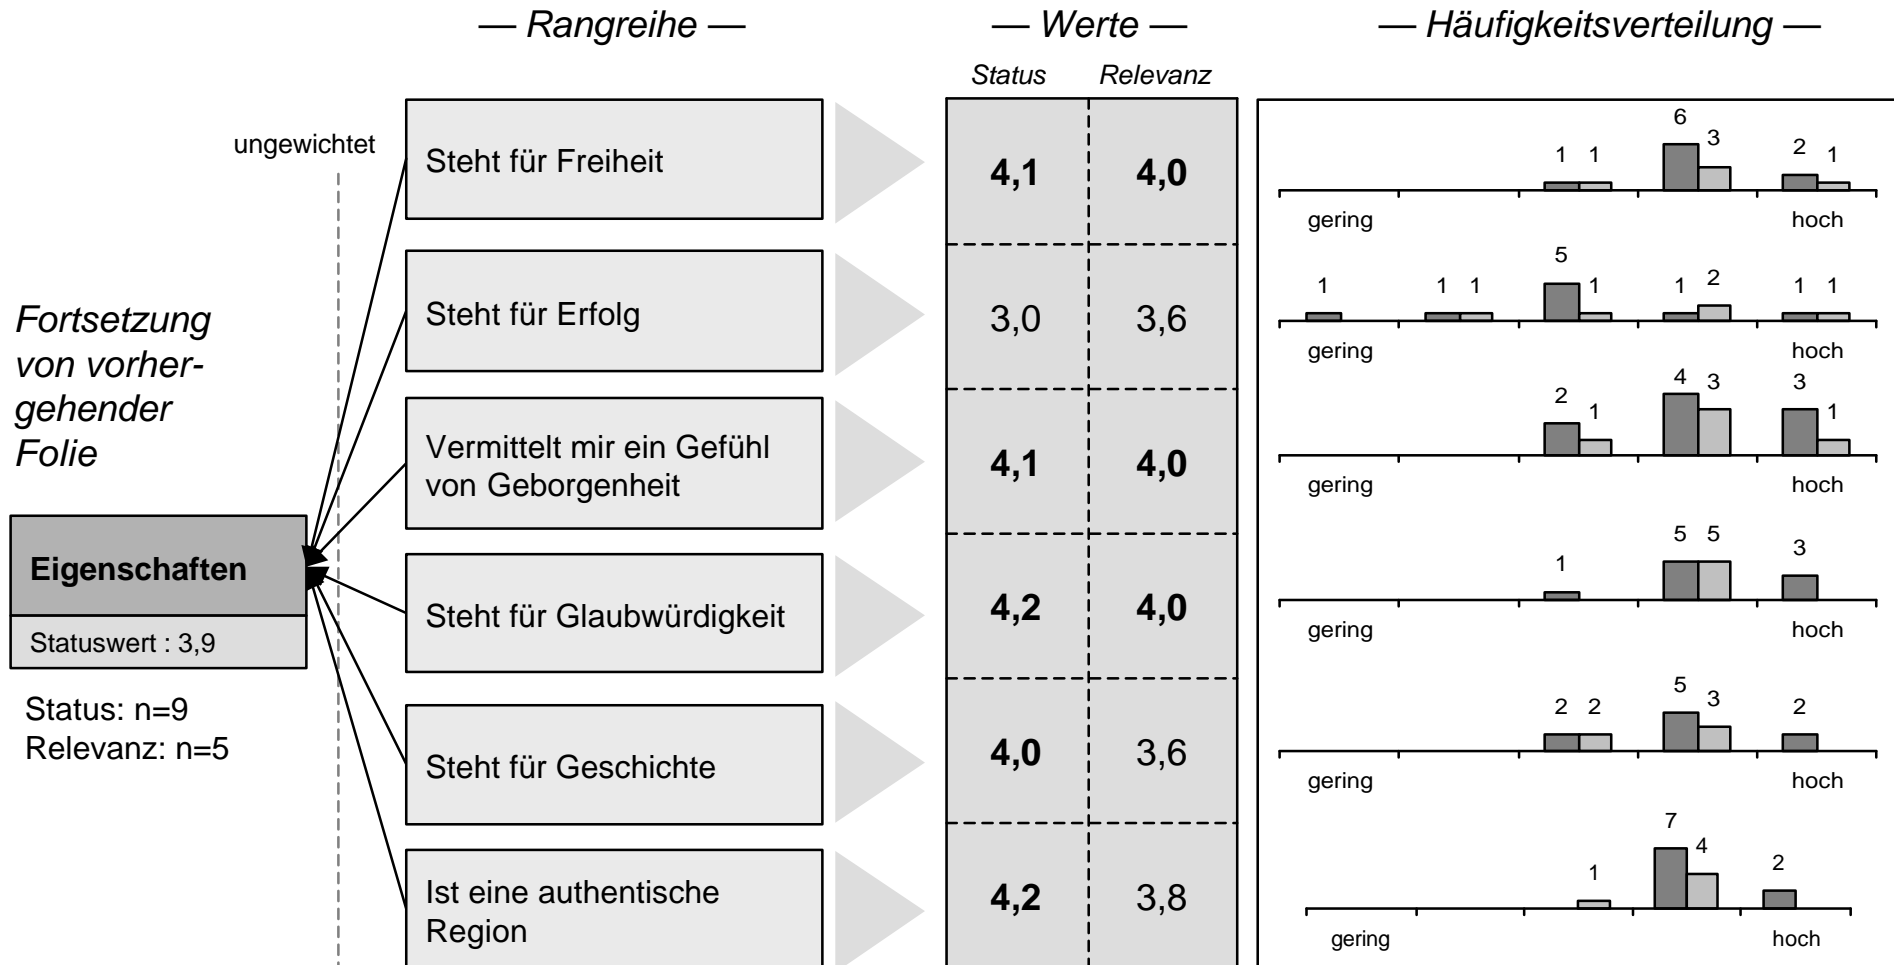 — Rangreihe —
— Werte —
— Häufigkeitsverteilung —
Status
Relevanz
ungewichtet
Fortsetzung
von vorher-
gehender
Folie
Eigenschaften
Statuswert : 3,9
Status: n=9
Relevanz: n=5
Steht für Freiheit
4,1
4,0
1 1 6 3 2 1
gering
hoch
Steht für Erfolg
3,0
3,6
1 1 1 5 1 1 2 1 1
gering
hoch
Vermittelt mir ein Gefühl
von Geborgenheit
4,1
4,0
2 1 4 3 3 1
gering
hoch
Steht für Glaubwürdigkeit
4,2
4,0
1 5 5 3
gering
hoch
Steht für Geschichte
4,0
3,6
2 2 5 3 2
gering
hoch
Ist eine authentische
Region
4,2
3,8
1 7 4 2
gering
hoch